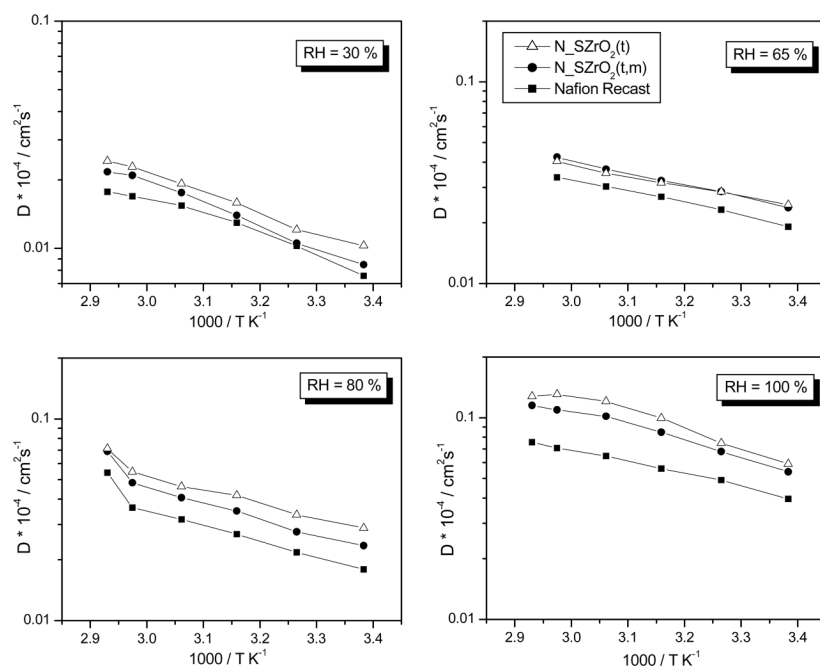 0.1
RH = 30 %
D * 10⁻⁴ / cm²s⁻¹
0.01
2.9 3.0 3.1 3.2 3.3 3.4
1000 / T K⁻¹
N_SZrO₂(t)
N_SZrO₂(t,m)
Nafion Recast
RH = 65 %
0.1
D * 10⁻⁴ / cm²s⁻¹
0.01
2.9 3.0 3.1 3.2 3.3 3.4
1000 / T K⁻¹
RH = 80 %
0.1
D * 10⁻⁴ / cm²s⁻¹
0.01
2.9 3.0 3.1 3.2 3.3 3.4
1000 / T K⁻¹
RH = 100 %
0.1
D * 10⁻⁴ / cm²s⁻¹
0.01
2.9 3.0 3.1 3.2 3.3 3.4
1000 / T K⁻¹